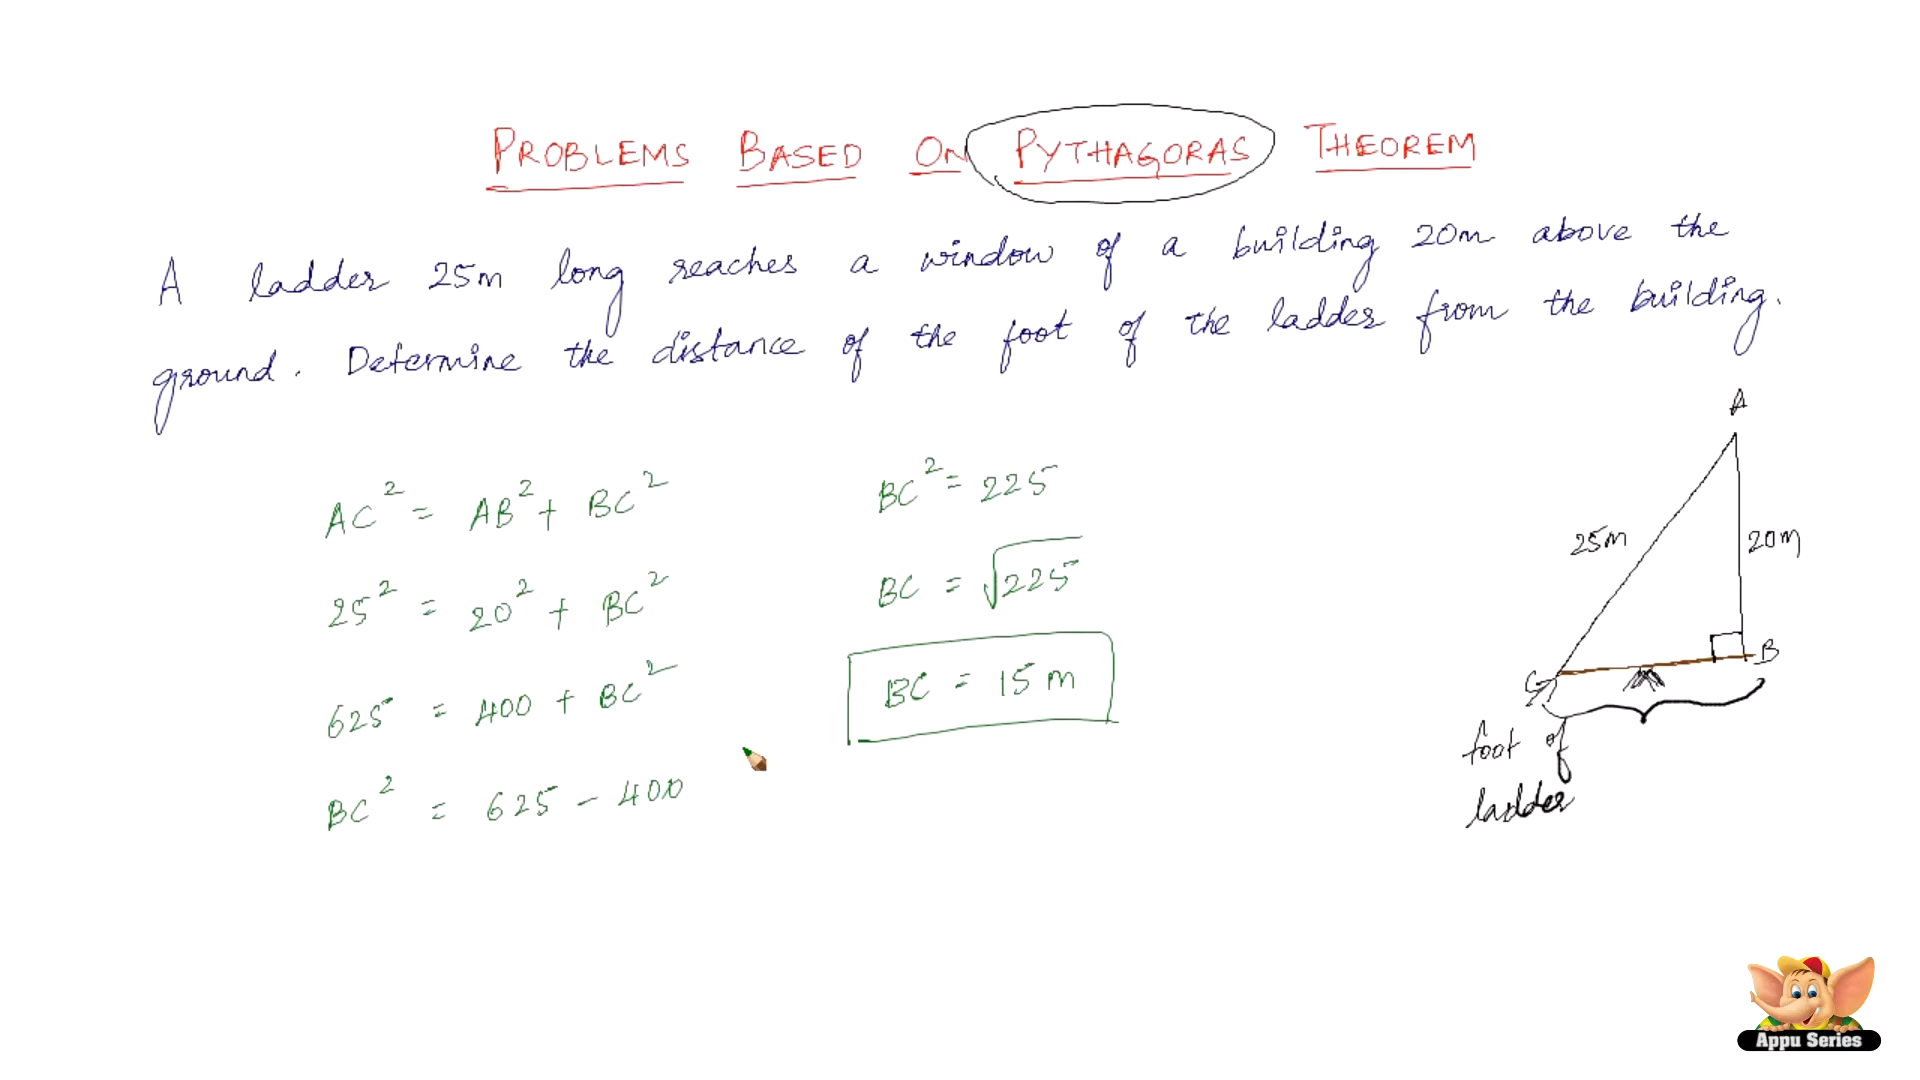 PROBLEMS BASED ON PYTHAGORAS THEOREM
A ladder 25m long reaches a window of a building 20m above the
ground. Determine the distance of the foot of the ladder from the building.
AC² = AB² + BC²
25² = 20² + BC²
625 = 400 + BC²
BC² = 625 - 400
BC² = 225
BC = √225
BC = 15 m
A
25m
20m
B
C
foot of
ladder
Appu Series